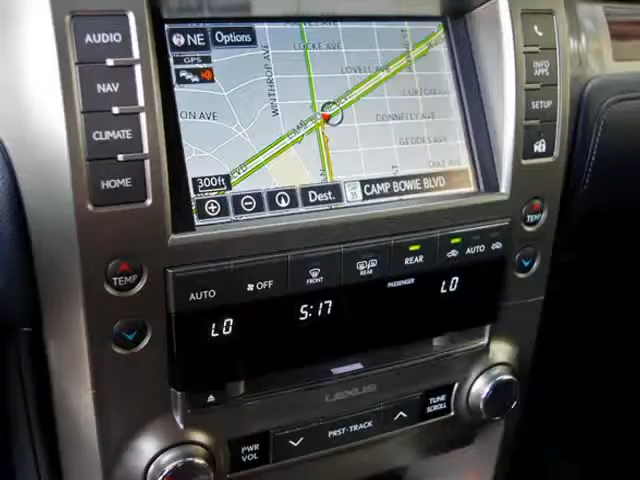 AUDIO
NAV
CLIMATE
HOME
NE
Options
GPS
LOCKE AVE
WINTHROP AVE
LOVELL AVE
ON AVE
DONNELLY AVE
GEDDES AVE
300ft
Dest.
CAMP BOWIE BLVD
INFO
APPS
SETUP
TEMP
TEMP
AUTO
OFF
FRONT
REAR
REAR
AUTO
PASSENGER
LO
5:17
LO
LEXUS
PWR
VOL
PRST-TRACK
TUNE
SCROLL